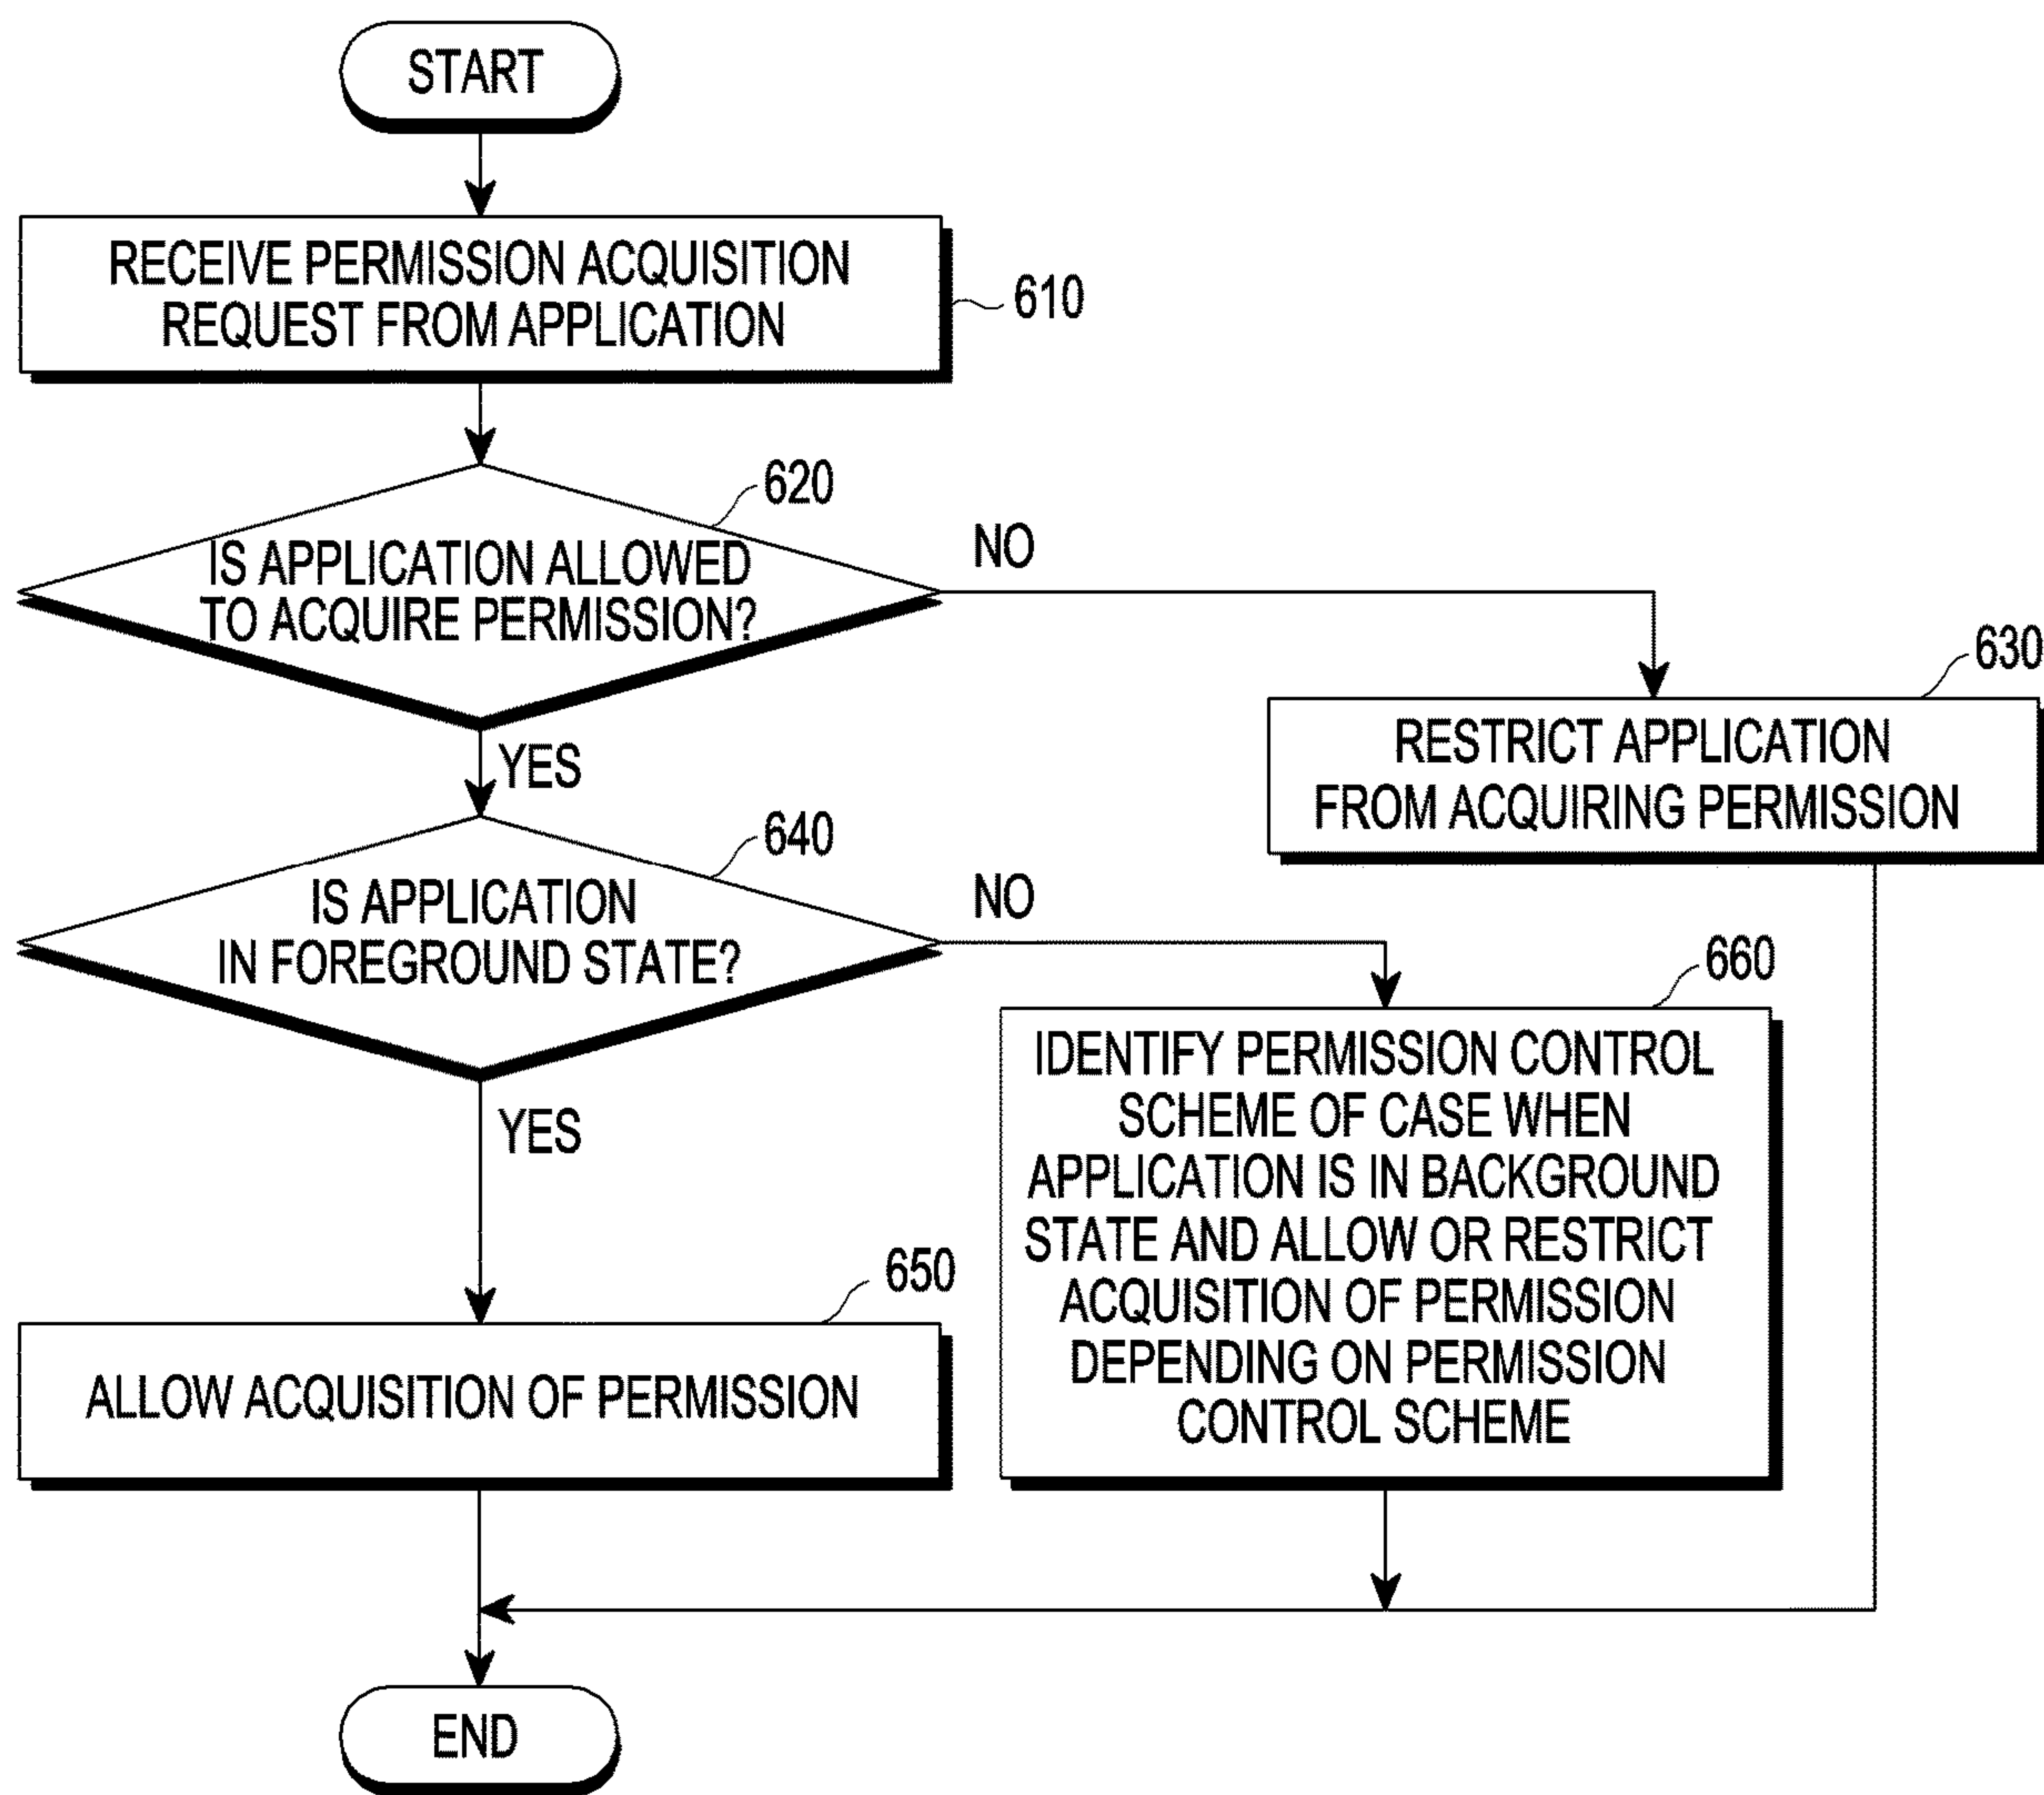 START
RECEIVE PERMISSION ACQUISITION
REQUEST FROM APPLICATION
610
620
IS APPLICATION ALLOWED
TO ACQUIRE PERMISSION?
NO
YES
630
RESTRICT APPLICATION
FROM ACQUIRING PERMISSION
640
IS APPLICATION
IN FOREGROUND STATE?
NO
YES
660
IDENTIFY PERMISSION CONTROL
SCHEME OF CASE WHEN
APPLICATION IS IN BACKGROUND
STATE AND ALLOW OR RESTRICT
ACQUISITION OF PERMISSION
DEPENDING ON PERMISSION
CONTROL SCHEME
650
ALLOW ACQUISITION OF PERMISSION
END